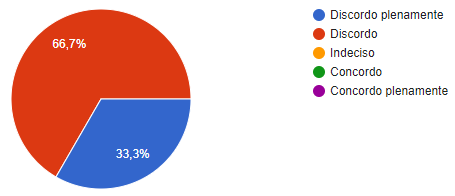 66,7%
33,3%
Discordo plenamente
Discordo
Indeciso
Concordo
Concordo plenamente